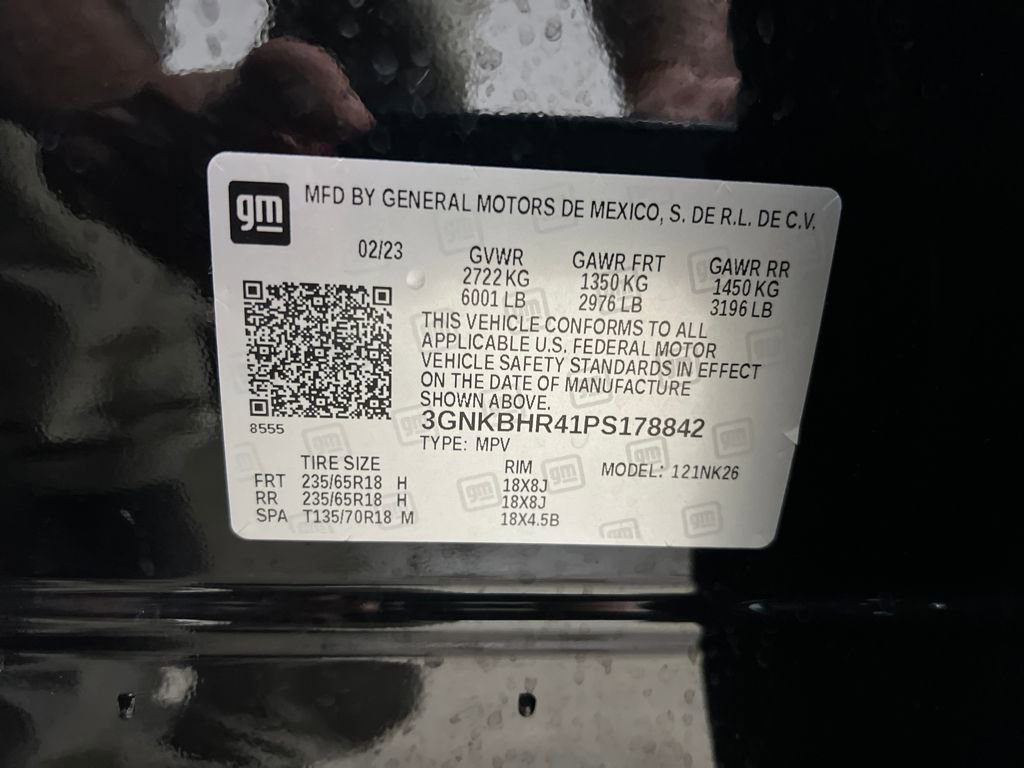 gm
MFD BY GENERAL MOTORS DE MEXICO, S. DE R.L. DE C.V.
02/23
GVWR GAWR FRT GAWR RR
2722 KG 1350 KG 1450 KG
6001 LB 2976 LB 3196 LB
THIS VEHICLE CONFORMS TO ALL
APPLICABLE U.S. FEDERAL MOTOR
VEHICLE SAFETY STANDARDS IN EFFECT
ON THE DATE OF MANUFACTURE
SHOWN ABOVE.
8555
3GNKBHR41PS178842
TYPE: MPV
TIRE SIZE RIM MODEL: 121NK26
FRT 235/65R18 H 18X8J
RR 235/65R18 H 18X8J
SPA T135/70R18 M 18X4.5B